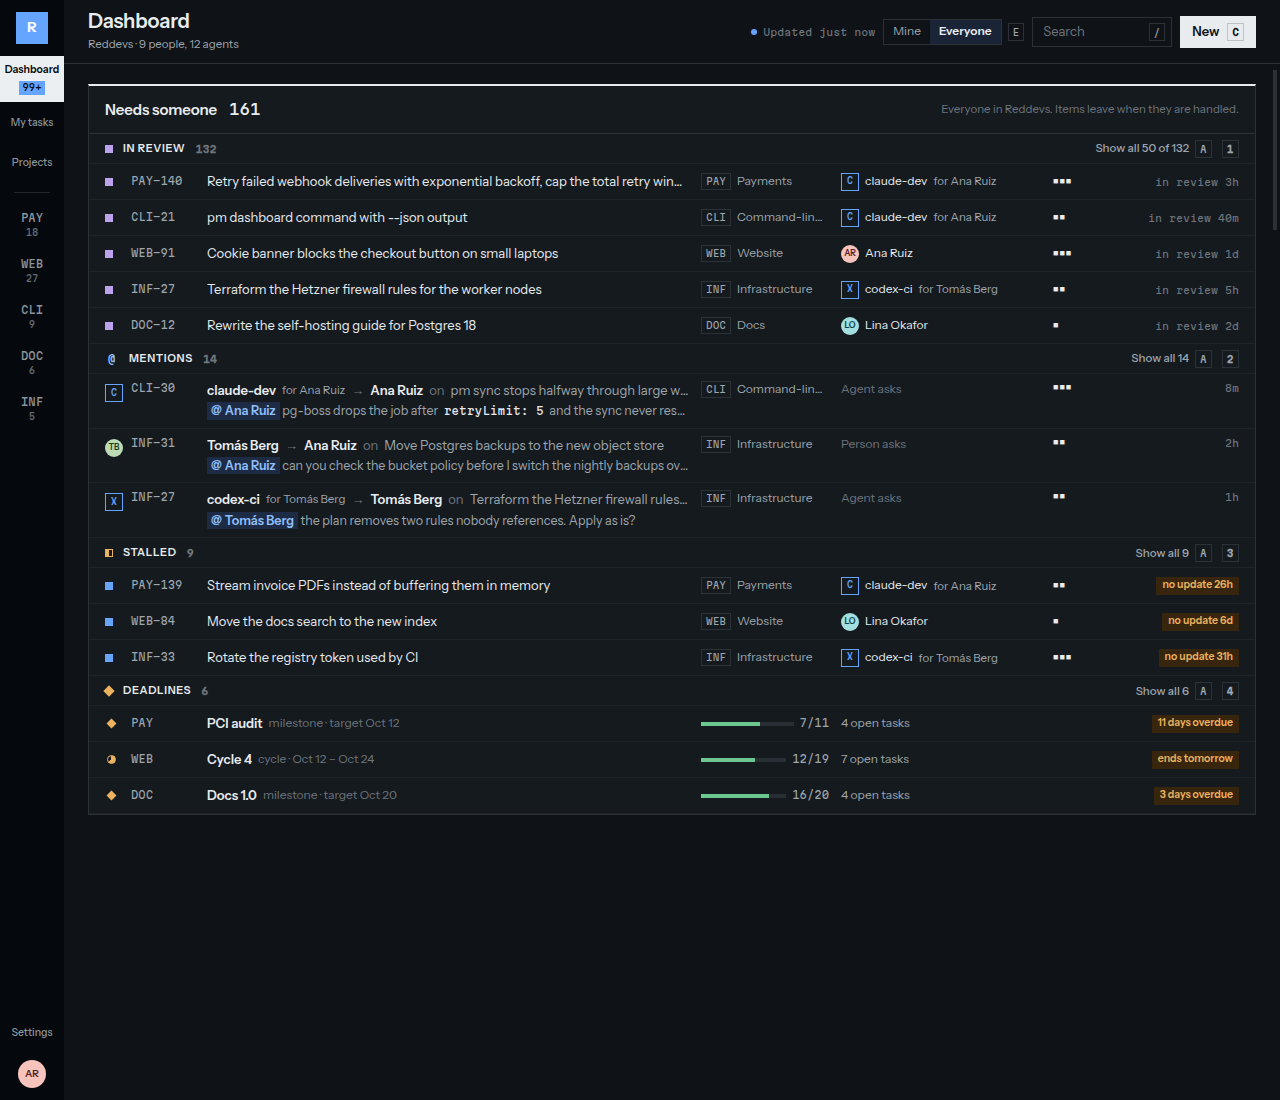 R
Dashboard
99+
My tasks
Projects
PAY
18
WEB
27
CLI
9
DOC
6
INF
5
Settings
AR
Dashboard
Reddevs · 9 people, 12 agents
Updated just now
Mine Everyone E
Search /
New C
Needs someone 161
Everyone in Reddevs. Items leave when they are handled.
IN REVIEW 132 Show all 50 of 132 A 1
PAY-140 Retry failed webhook deliveries with exponential backoff, cap the total retry win… PAY Payments C claude-dev for Ana Ruiz in review 3h
CLI-21 pm dashboard command with --json output CLI Command-lin… C claude-dev for Ana Ruiz in review 40m
WEB-91 Cookie banner blocks the checkout button on small laptops WEB Website AR Ana Ruiz in review 1d
INF-27 Terraform the Hetzner firewall rules for the worker nodes INF Infrastructure X codex-ci for Tomás Berg in review 5h
DOC-12 Rewrite the self-hosting guide for Postgres 18 DOC Docs LO Lina Okafor in review 2d
@ MENTIONS 14 Show all 14 A 2
C CLI-30 claude-dev for Ana Ruiz → Ana Ruiz on pm sync stops halfway through large w… CLI Command-lin… Agent asks 8m
@ Ana Ruiz pg-boss drops the job after retryLimit: 5 and the sync never res…
TB INF-31 Tomás Berg → Ana Ruiz on Move Postgres backups to the new object store INF Infrastructure Person asks 2h
@ Ana Ruiz can you check the bucket policy before I switch the nightly backups ov…
X INF-27 codex-ci for Tomás Berg → Tomás Berg on Terraform the Hetzner firewall rules… INF Infrastructure Agent asks 1h
@ Tomás Berg the plan removes two rules nobody references. Apply as is?
STALLED 9 Show all 9 A 3
PAY-139 Stream invoice PDFs instead of buffering them in memory PAY Payments C claude-dev for Ana Ruiz no update 26h
WEB-84 Move the docs search to the new index WEB Website LO Lina Okafor no update 6d
INF-33 Rotate the registry token used by CI INF Infrastructure X codex-ci for Tomás Berg no update 31h
DEADLINES 6 Show all 6 A 4
PAY PCI audit milestone · target Oct 12 7/11 4 open tasks 11 days overdue
WEB Cycle 4 cycle · Oct 12 – Oct 24 12/19 7 open tasks ends tomorrow
DOC Docs 1.0 milestone · target Oct 20 16/20 4 open tasks 3 days overdue